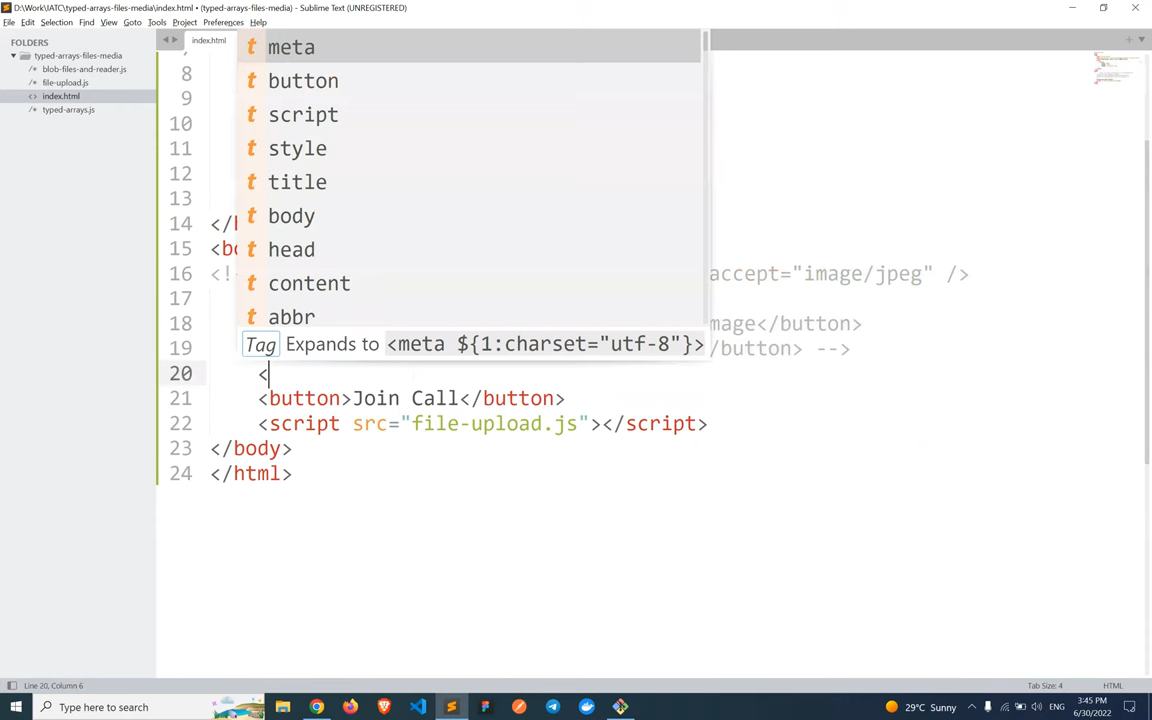 D:\Work\IATC\typed-arrays-files-media\index.html • (typed-arrays-files-media) - Sublime Text (UNREGISTERED)
File Edit Selection Find View Goto Tools Project Preferences Help
FOLDERS
typed-arrays-files-media
blob-files-and-reader.js
file-upload.js
index.html
typed-arrays.js
index.html
meta
button
script
style
title
body
head
content
abbr
Tag Expands to <meta ${1:charset="utf-8"}>
8
9
10
11
12
13
14 </
15 <bo
16 <! accept="image/jpeg" />
17
18 mage</button>
19 /button> -->
20 <
21 <button>Join Call</button>
22 <script src="file-upload.js"></script>
23 </body>
24 </html>
Line 20, Column 6
Tab Size: 4 HTML
Type here to search
29°C Sunny
ENG
3:45 PM
6/30/2022